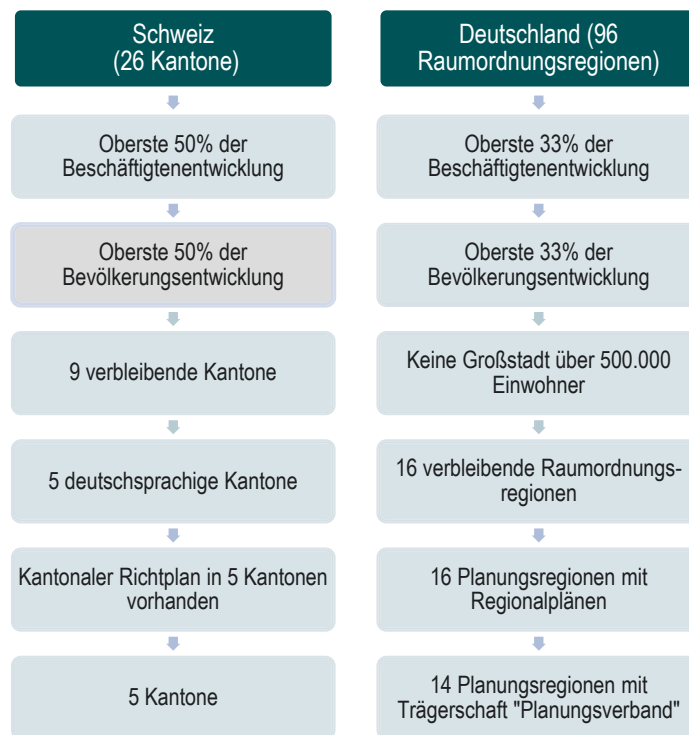 Schweiz
(26 Kantone)
Oberste 50% der
Beschäftigtenentwicklung
Oberste 50% der
Bevölkerungsentwicklung
9 verbleibende Kantone
5 deutschsprachige Kantone
Kantonaler Richtplan in 5 Kantonen
vorhanden
5 Kantone
Deutschland (96
Raumordnungsregionen)
Oberste 33% der
Beschäftigtenentwicklung
Oberste 33% der
Bevölkerungsentwicklung
Keine Großstadt über 500.000
Einwohner
16 verbleibende Raumordnungs-
regionen
16 Planungsregionen mit
Regionalplänen
14 Planungsregionen mit
Trägerschaft "Planungsverband"